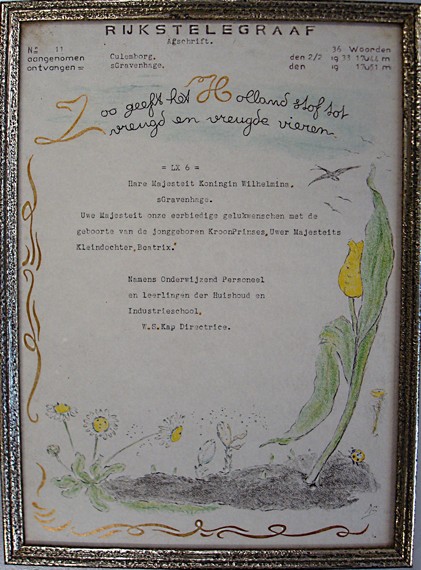 RIJKSTELEGRAAF
Afschrift.
No 11 36 Woorden
aangenomen Culemborg. den 2/2 19 38
ontvangen= sGravenhage. den 19
Zoo geeft het Holland stof tot
vreugd en vreugde vieren.
= LX 6 =
Hare Majesteit Koningin Wilhelmina.
sGravenhage.
Uwe Majesteit onze eerbiedige gelukwenschen met de
geboorte van de jonggeboren KroonPrinses,Uwer Majesteits
Kleindochter,Beatrix.
Namens Onderwijzend Personeel
en leerlingen der Huishoud en
Industrieschool,
W.S.Kap Directrice.